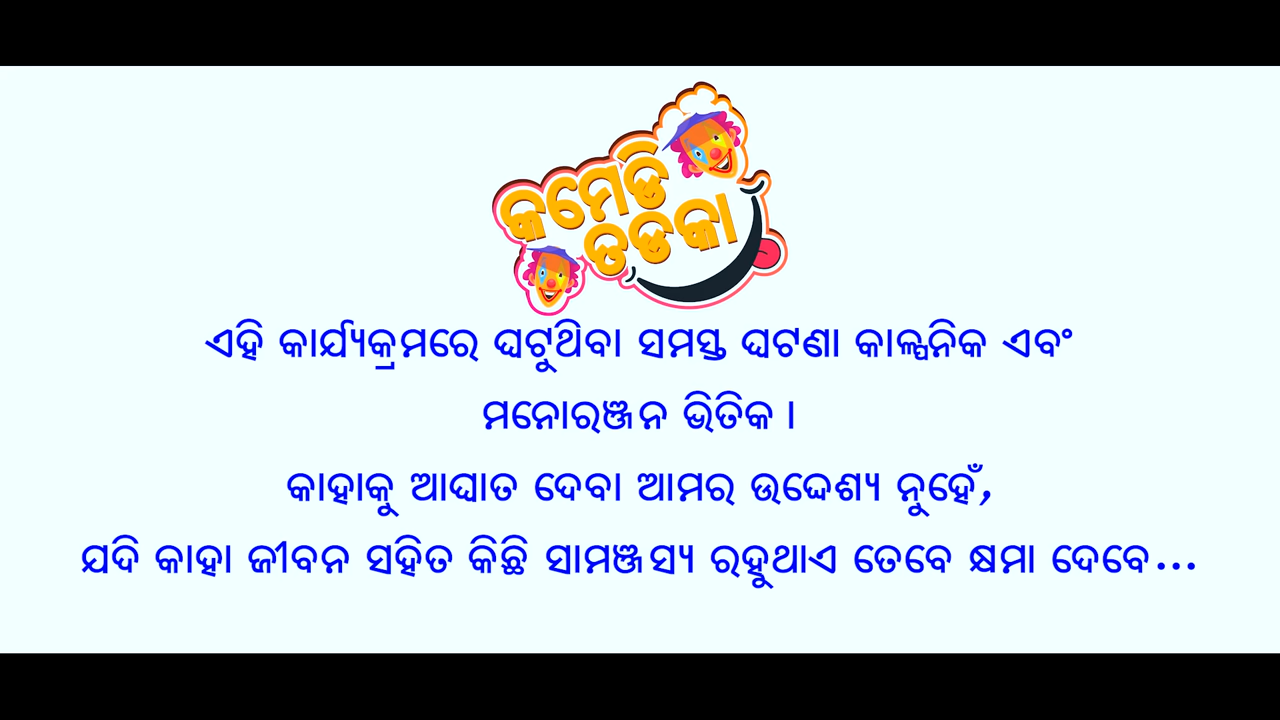 କମେଡି
ତଡକା
ଏହି କାର୍ଯ୍ୟକ୍ରମରେ ଘଟୁଥିବା ସମସ୍ତ ଘଟଣା କାଳ୍ପନିକ ଏବଂ
ମନୋରଞ୍ଜନ ଭିତିକ ।
କାହାକୁ ଆଘାତ ଦେବା ଆମର ଉଦ୍ଦେଶ୍ୟ ନୁହେଁ,
ଯଦି କାହା ଜୀବନ ସହିତ କିଛି ସାମଞ୍ଜସ୍ୟ ରହୁଥାଏ ତେବେ କ୍ଷମା ଦେବେ...